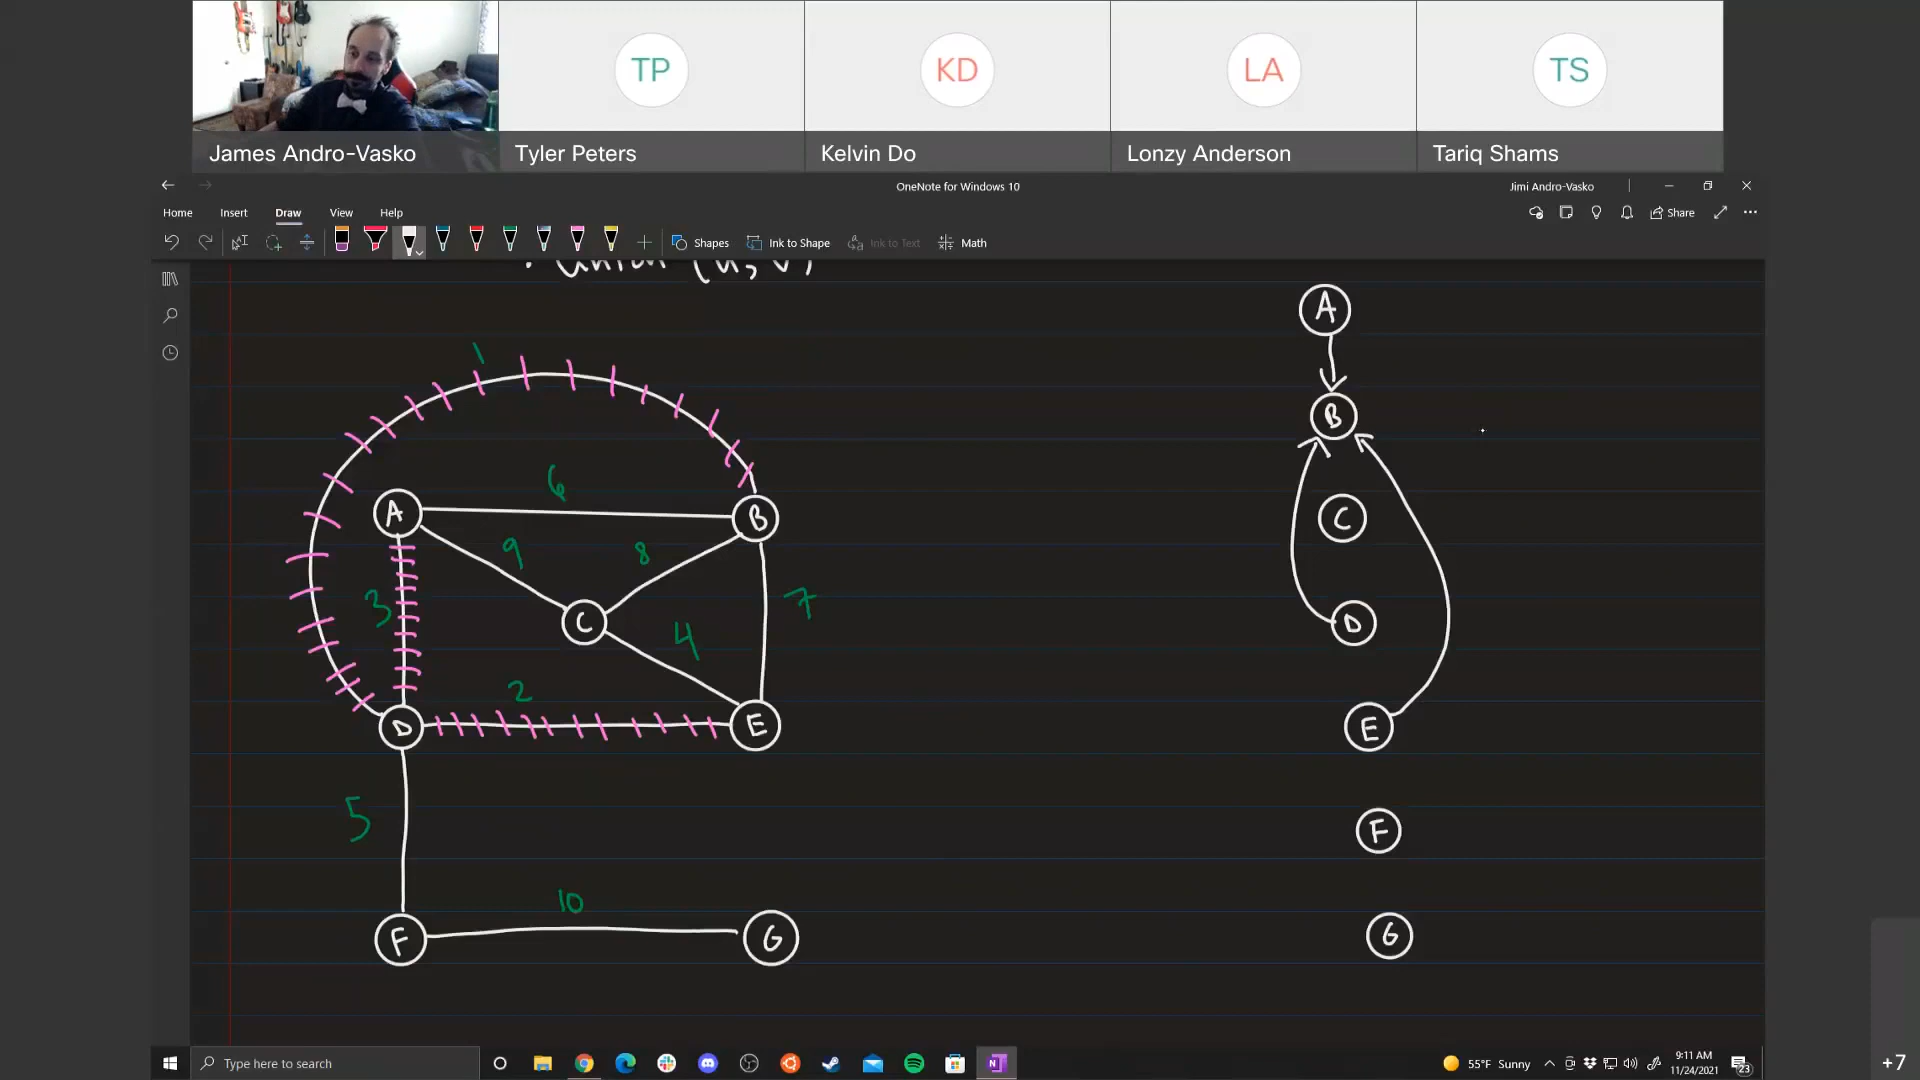 TP
KD
LA
TS
James Andro-Vasko
Tyler Peters
Kelvin Do
Lonzy Anderson
Tariq Shams
OneNote for Windows 10
Jimi Andro-Vasko
Home Insert Draw View Help
Share
Shapes Ink to Shape Ink to Text Math
· Union (u, v)
A
1
B
6
A
B
9
8
C
C
3
7
4
D
2
D
E
E
5
F
10
F
G
G
Type here to search
55°F Sunny
9:11 AM
11/24/2021
23
+7